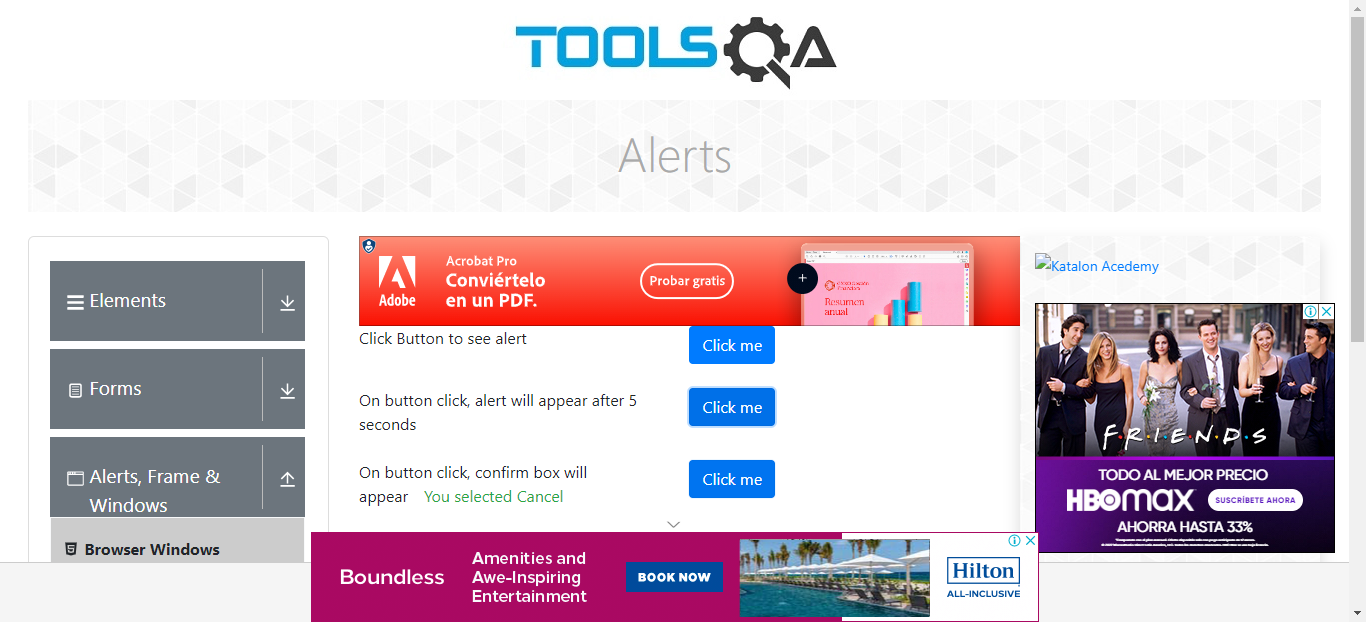 TOOLSQA
Alerts
Elements
Forms
Alerts, Frame &
Windows
Browser Windows
Acrobat Pro
Conviértelo
en un PDF.
Adobe
Probar gratis
+
Resumen
anual
Click Button to see alert
Click me
On button click, alert will appear after 5
seconds
Click me
On button click, confirm box will
appear You selected Cancel
Click me
Katalon Acedemy
F·R·I·E·N·D·S
TODO AL MEJOR PRECIO
HBOMAX
SUSCRÍBETE AHORA
AHORRA HASTA 33%
Boundless
Amenities and
Awe-Inspiring
Entertainment
BOOK NOW
Hilton
ALL-INCLUSIVE